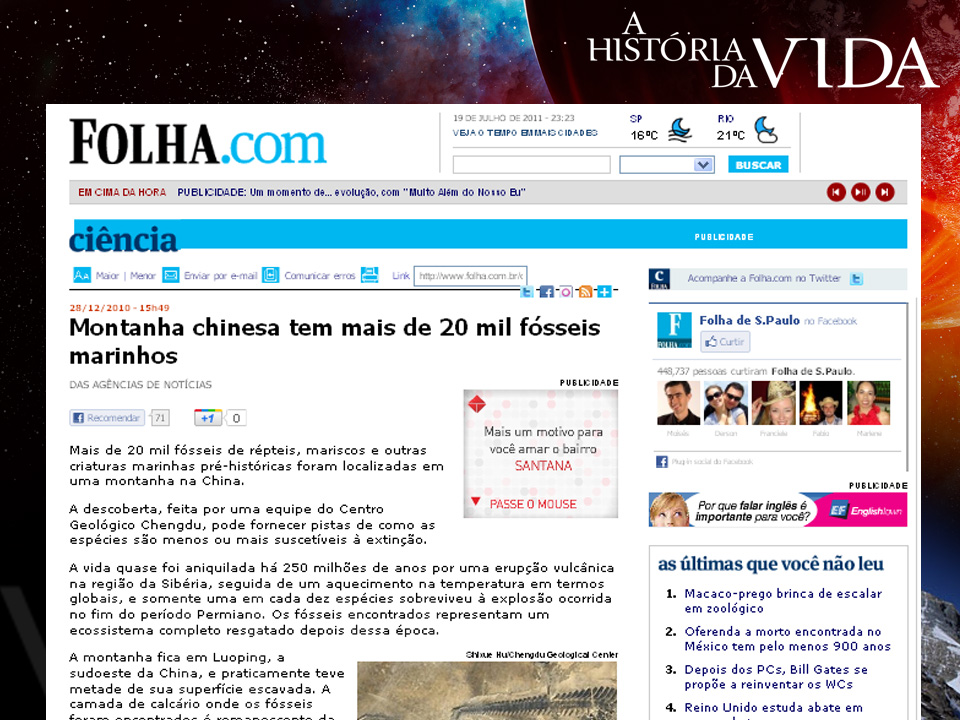 A
HISTÓRIA
DA VIDA
FOLHA.com
19 DE JULHO DE 2011 - 23:23
VEJA O TEMPO EM MAIS CIDADES
SP
16ºC
RIO
21ºC
BUSCAR
EM CIMA DA HORA PUBLICIDADE: Um momento de... evolução, com "Muito Além do Nosso Eu"
ciência
PUBLICIDADE
Maior | Menor Enviar por e-mail Comunicar erros Link http://www.folha.com.br/c
Acompanhe a Folha.com no Twitter
28/12/2010 - 15h49
Montanha chinesa tem mais de 20 mil fósseis
marinhos
DAS AGÊNCIAS DE NOTÍCIAS
Recomendar 71 +1 0
Mais de 20 mil fósseis de répteis, mariscos e outras
criaturas marinhas pré-históricas foram localizadas em
uma montanha na China.
A descoberta, feita por uma equipe do Centro
Geológico Chengdu, pode fornecer pistas de como as
espécies são menos ou mais suscetíveis à extinção.
PUBLICIDADE
Mais um motivo para
você amar o bairro
SANTANA
PASSE O MOUSE
A vida quase foi aniquilada há 250 milhões de anos por uma erupção vulcânica
na região da Sibéria, seguida de um aquecimento na temperatura em termos
globais, e somente uma em cada dez espécies sobreviveu à explosão ocorrida
no fim do período Permiano. Os fósseis encontrados representam um
ecossistema completo resgatado depois dessa época.
Shixue Hu/Chengdu Geological Center
A montanha fica em Luoping, a
sudoeste da China, e praticamente teve
metade de sua superfície escavada. A
camada de calcário onde os fósseis
foram encontrados é remanescente da
Folha de S.Paulo no Facebook
Curtir
448,737 pessoas curtiram Folha de S.Paulo.
Moisés Derson Franciele Fabio Marlene
Plug-in social do Facebook
PUBLICIDADE
Por que falar inglês é
importante para você?
EF Englishtown
as últimas que você não leu
1. Macaco-prego brinca de escalar
em zoológico
2. Oferenda a morto encontrada no
México tem pelo menos 900 anos
3. Depois dos PCs, Bill Gates se
propõe a reinventar os WCs
4. Reino Unido estuda abate em